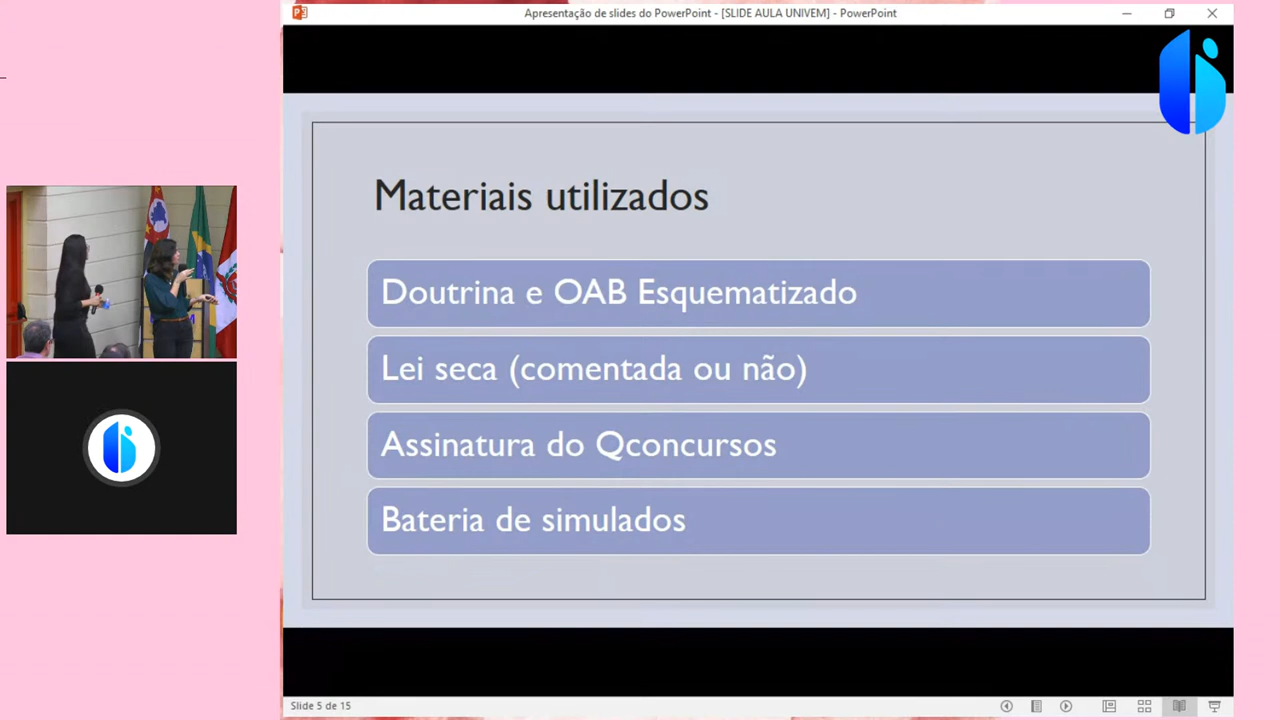 Apresentação de slides do PowerPoint - [SLIDE AULA UNIVEM] - PowerPoint
Materiais utilizados
Doutrina e OAB Esquematizado
Lei seca (comentada ou não)
Assinatura do Qconcursos
Bateria de simulados
Slide 5 de 15